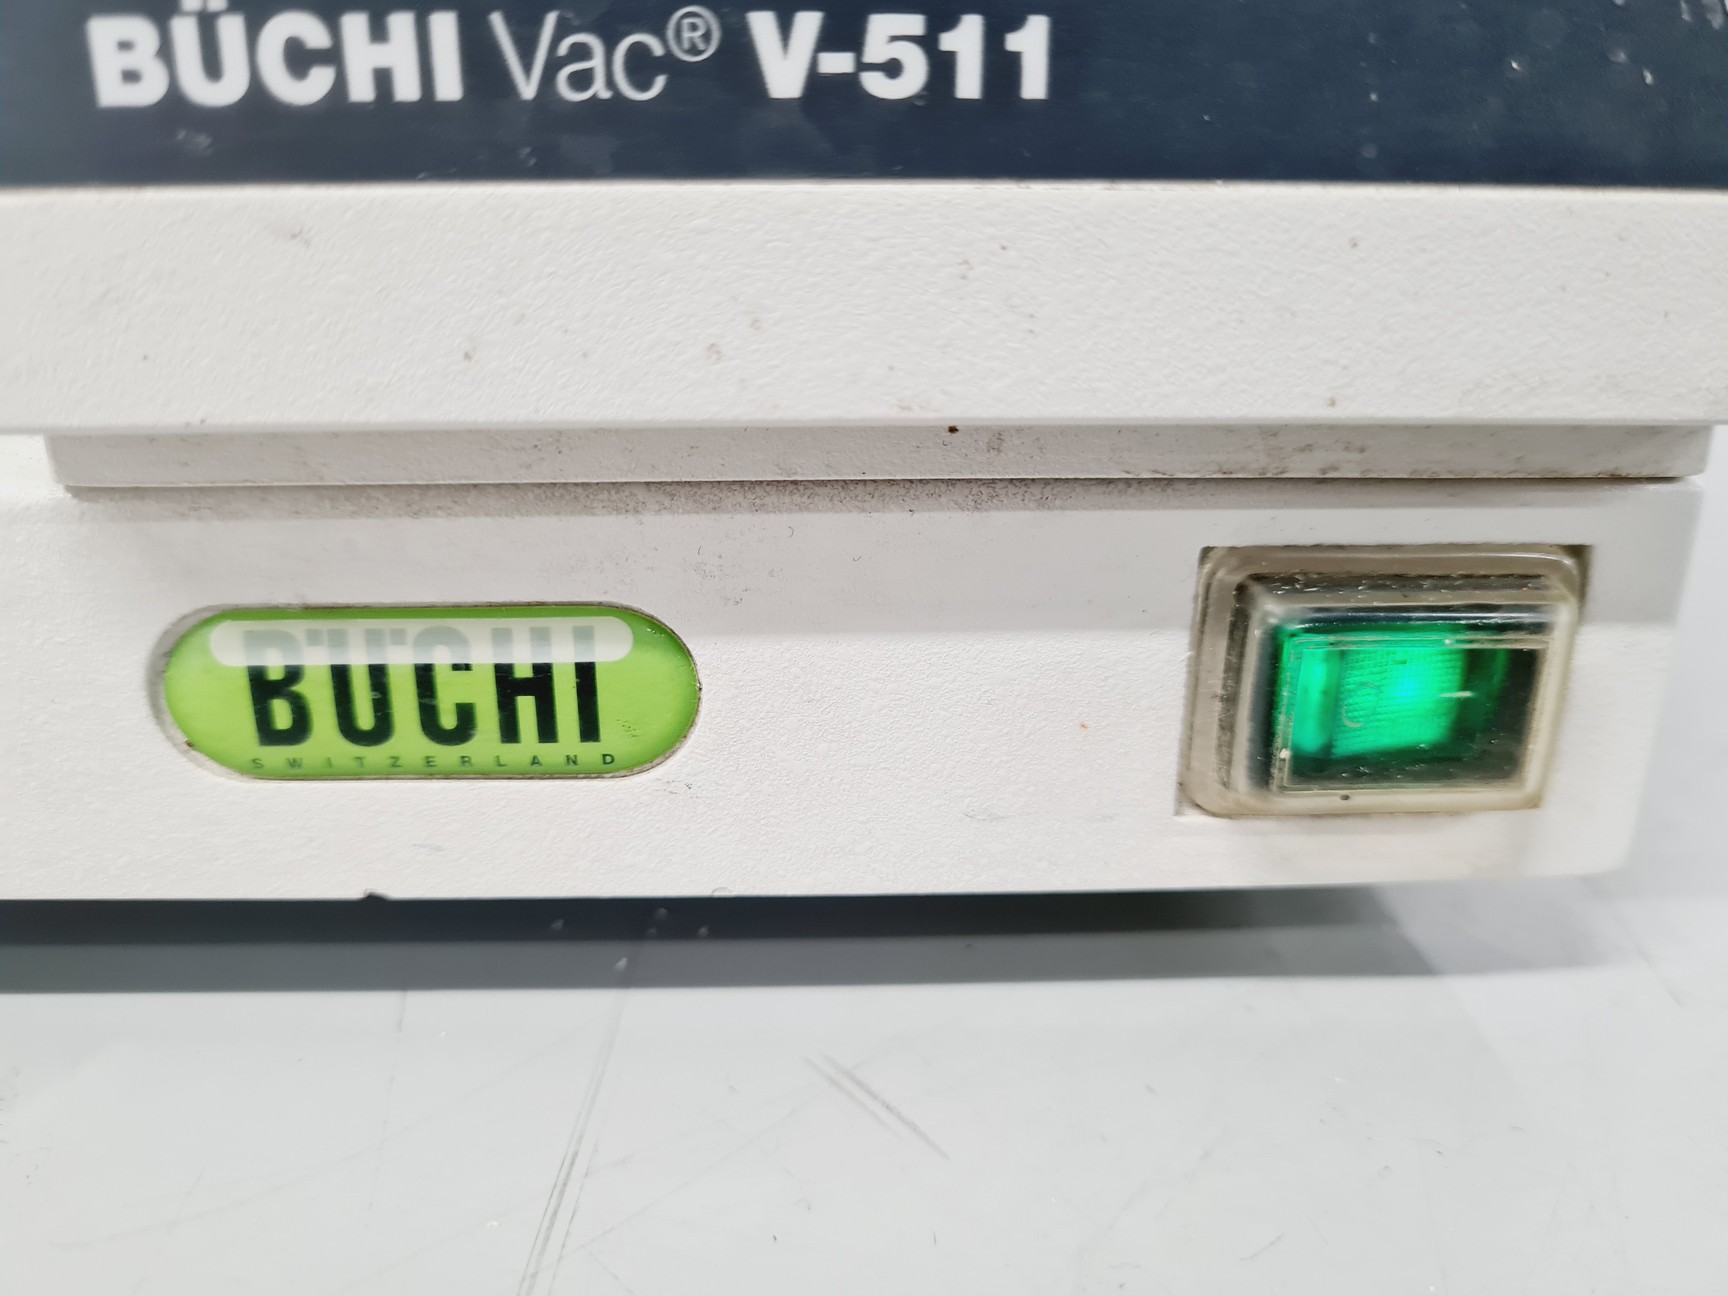 BÜCHI Vac® V-511
BÜCHI
SWITZERLAND